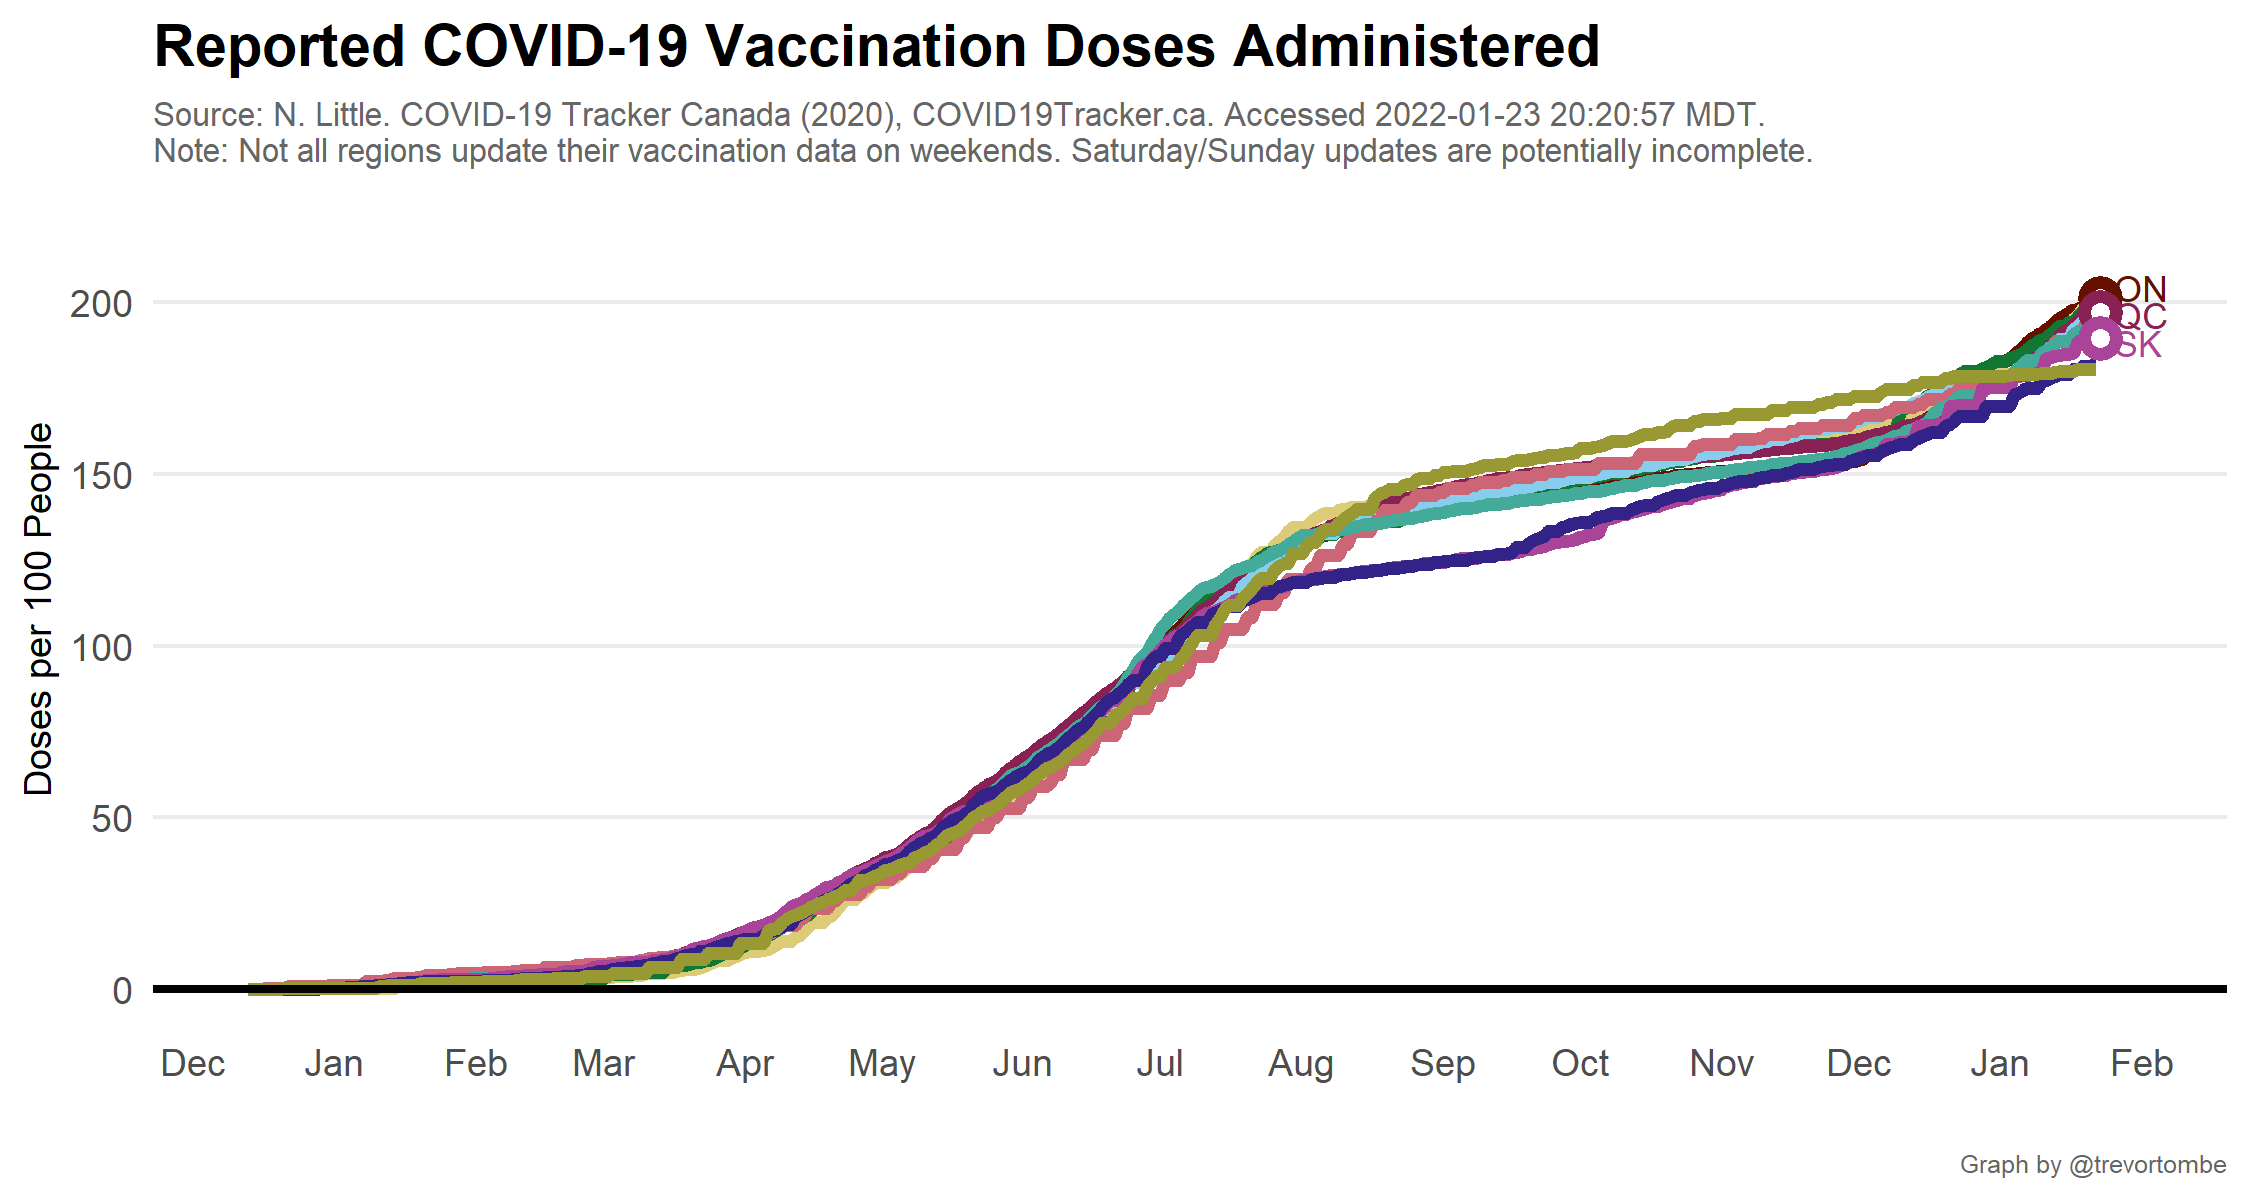 Reported COVID-19 Vaccination Doses Administered
Source: N. Little. COVID-19 Tracker Canada (2020), COVID19Tracker.ca. Accessed 2022-01-23 20:20:57 MDT.
Note: Not all regions update their vaccination data on weekends. Saturday/Sunday updates are potentially incomplete.
Doses per 100 People
200
150
100
50
0
ON
QC
SK
Dec Jan Feb Mar Apr May Jun Jul Aug Sep Oct Nov Dec Jan Feb
Graph by @trevortombe